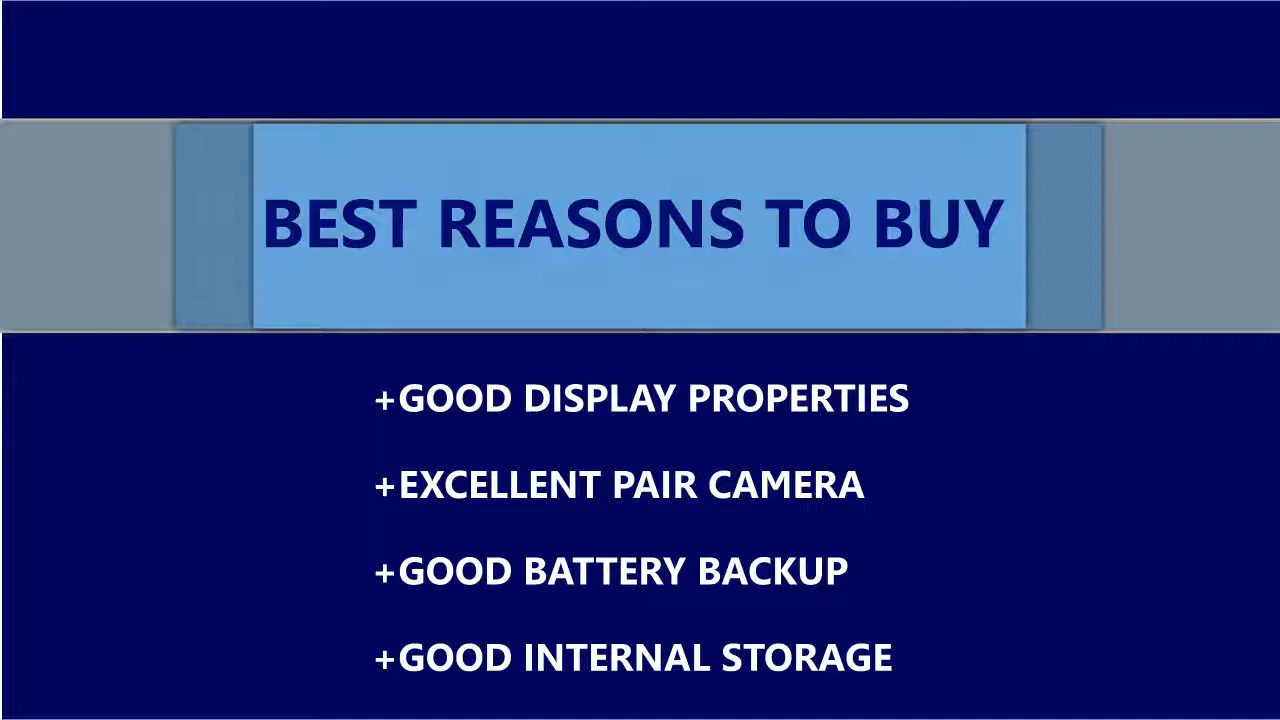 BEST REASONS TO BUY
+GOOD DISPLAY PROPERTIES
+EXCELLENT PAIR CAMERA
+GOOD BATTERY BACKUP
+GOOD INTERNAL STORAGE